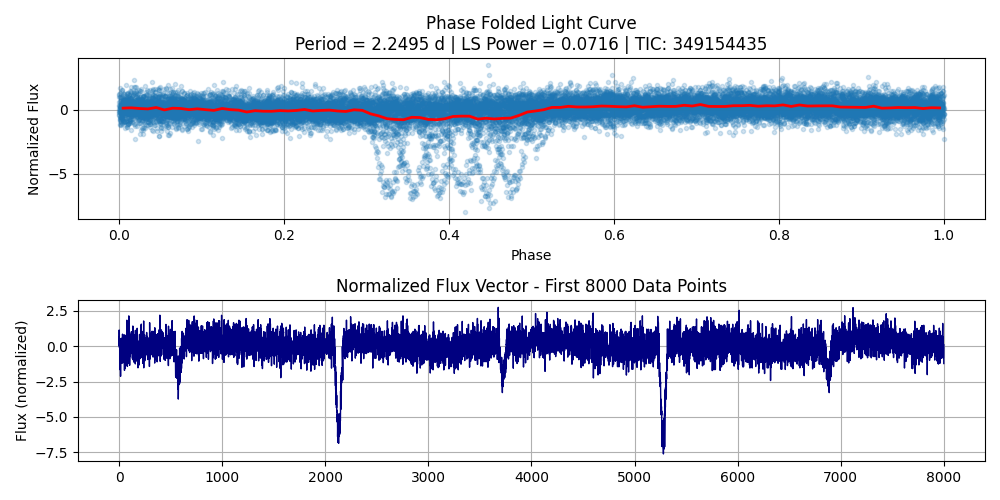 Phase Folded Light Curve
Period = 2.2495 d | LS Power = 0.0716 | TIC: 349154435
Normalized Flux
0
−5
0.0 0.2 0.4 0.6 0.8 1.0
Phase
Normalized Flux Vector - First 8000 Data Points
Flux (normalized)
2.5
0.0
−2.5
−5.0
−7.5
0 1000 2000 3000 4000 5000 6000 7000 8000